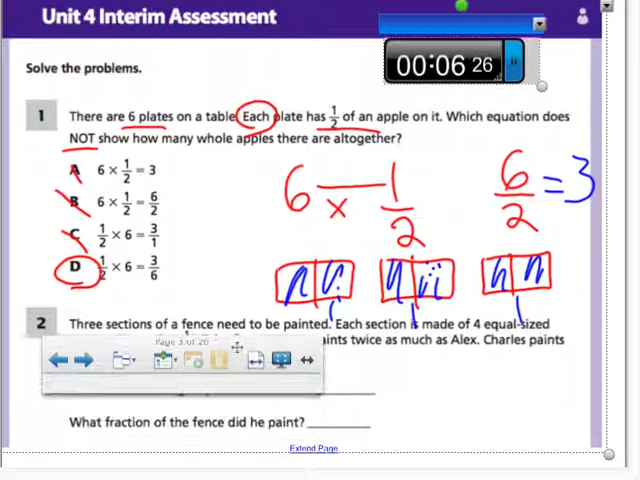 Unit 4 Interim Assessment
00:06 26
Solve the problems.
1 There are 6 plates on a table. Each plate has 1/2 of an apple on it. Which equation does
NOT show how many whole apples there are altogether?
A 6 × 1/2 = 3
B 6 × 1/2 = 6/2
C 1/2 × 6 = 3/1
D 1/2 × 6 = 3/6
6 × 1/2
6/2 = 3
2 Three sections of a fence need to be painted. Each section is made of 4 equal-sized
paints twice as much as Alex. Charles paints
Page 3 of 20
What fraction of the fence did he paint?
Extend Page